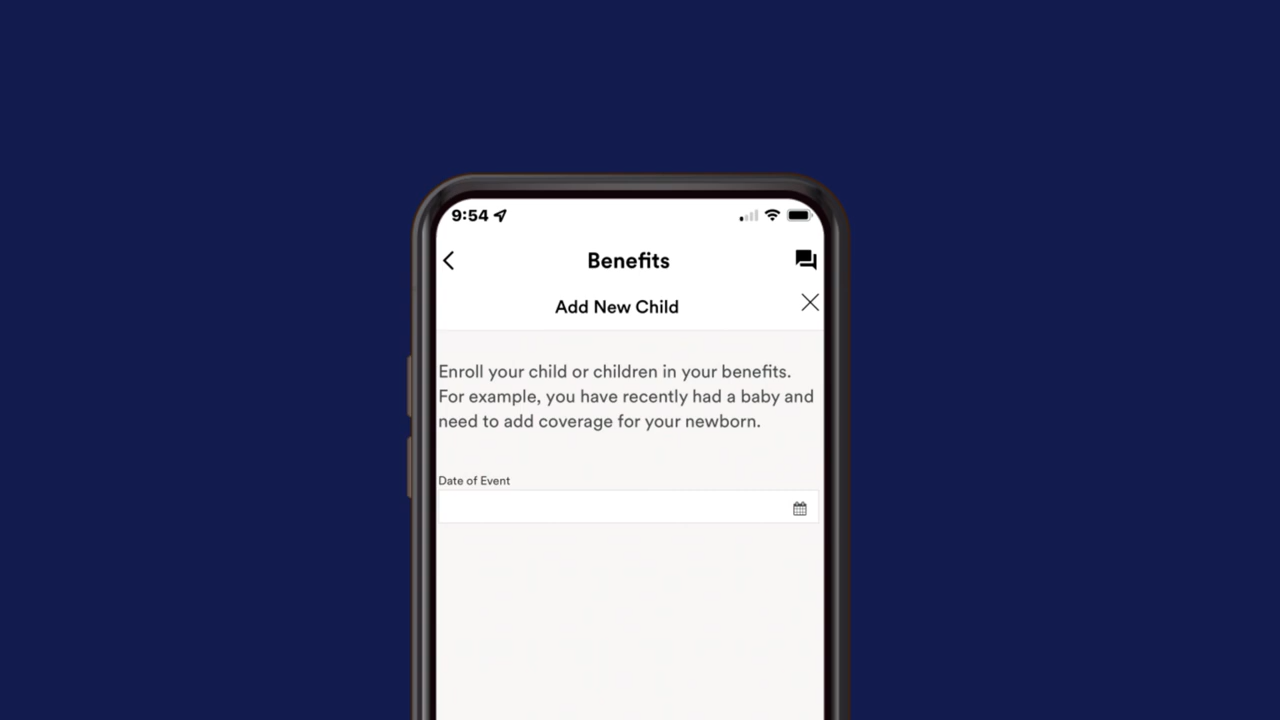 9:54
Benefits
Add New Child
Enroll your child or children in your benefits.
For example, you have recently had a baby and
need to add coverage for your newborn.
Date of Event